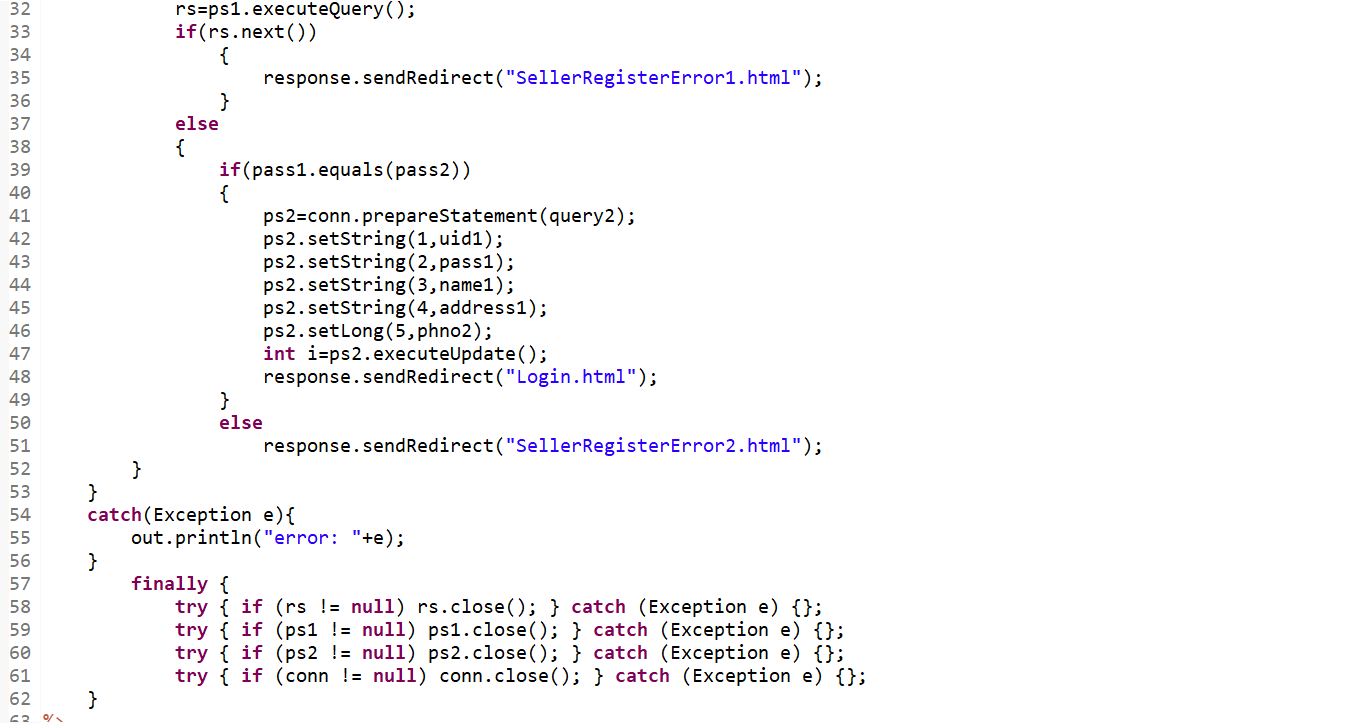 32 rs=ps1.executeQuery();
33 if(rs.next())
34 {
35 response.sendRedirect("SellerRegisterError1.html");
36 }
37 else
38 {
39 if(pass1.equals(pass2))
40 {
41 ps2=conn.prepareStatement(query2);
42 ps2.setString(1,uid1);
43 ps2.setString(2,pass1);
44 ps2.setString(3,name1);
45 ps2.setString(4,address1);
46 ps2.setLong(5,phno2);
47 int i=ps2.executeUpdate();
48 response.sendRedirect("Login.html");
49 }
50 else
51 response.sendRedirect("SellerRegisterError2.html");
52 }
53 }
54 catch(Exception e){
55 out.println("error: "+e);
56 }
57 finally {
58 try { if (rs != null) rs.close(); } catch (Exception e) {};
59 try { if (ps1 != null) ps1.close(); } catch (Exception e) {};
60 try { if (ps2 != null) ps2.close(); } catch (Exception e) {};
61 try { if (conn != null) conn.close(); } catch (Exception e) {};
62 }
63 %>